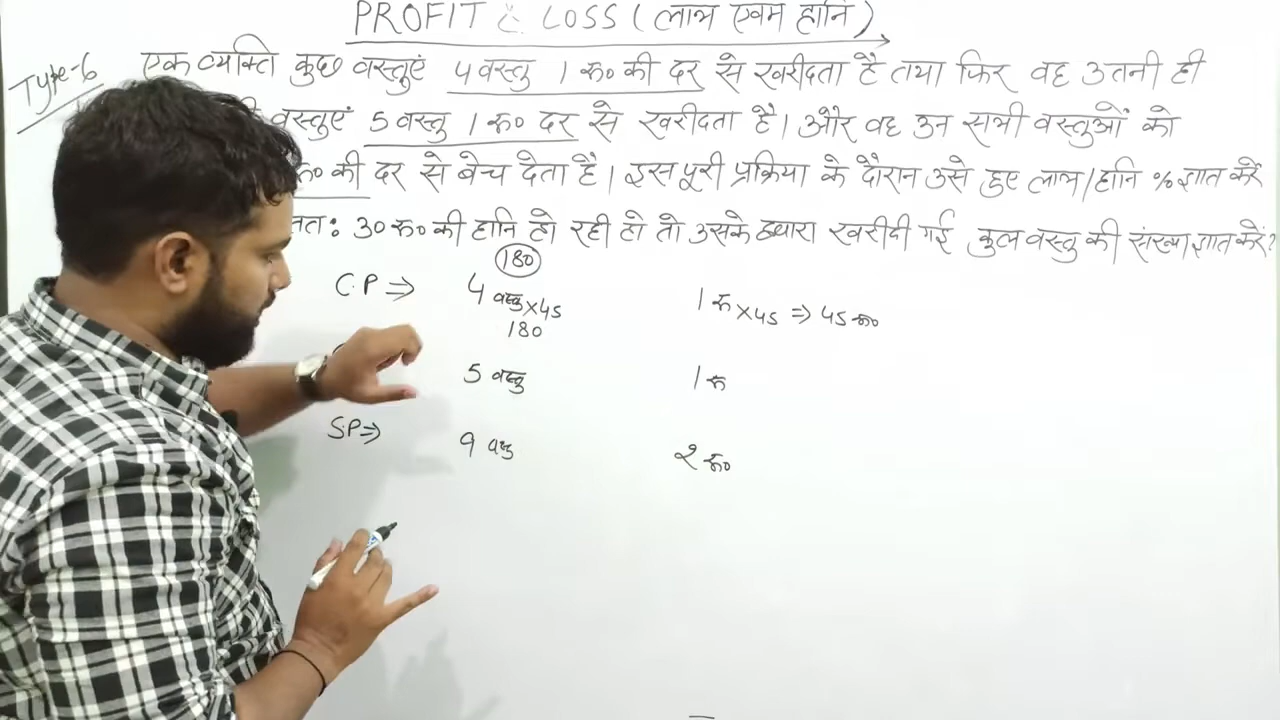 PROFIT & LOSS (लाभ एवम हानि)
Type-6
एक व्यक्ति कुछ वस्तुएं 4 वस्तु 1 रू० की दर से खरीदता है तथा फिर वह उतनी ही
वस्तुएं 5 वस्तु 1 रू० दर से खरीदता है। और वह उन सभी वस्तुओं को
रू० की दर से बेच देता है। इस पूरी प्रक्रिया के दौरान उसे हुए लाभ/हानि % ज्ञात करें
30 रू० की हानि हो रही हो तो उसके द्वारा खरीदी गई कुल वस्तु की संख्या ज्ञात करें?
180
C.P ⇒ 4 वस्तु×45 1 रू×45 ⇒ 45 रू०
180
5 वस्तु 1 रू
SP⇒ 9 वस्तु 2 रू०